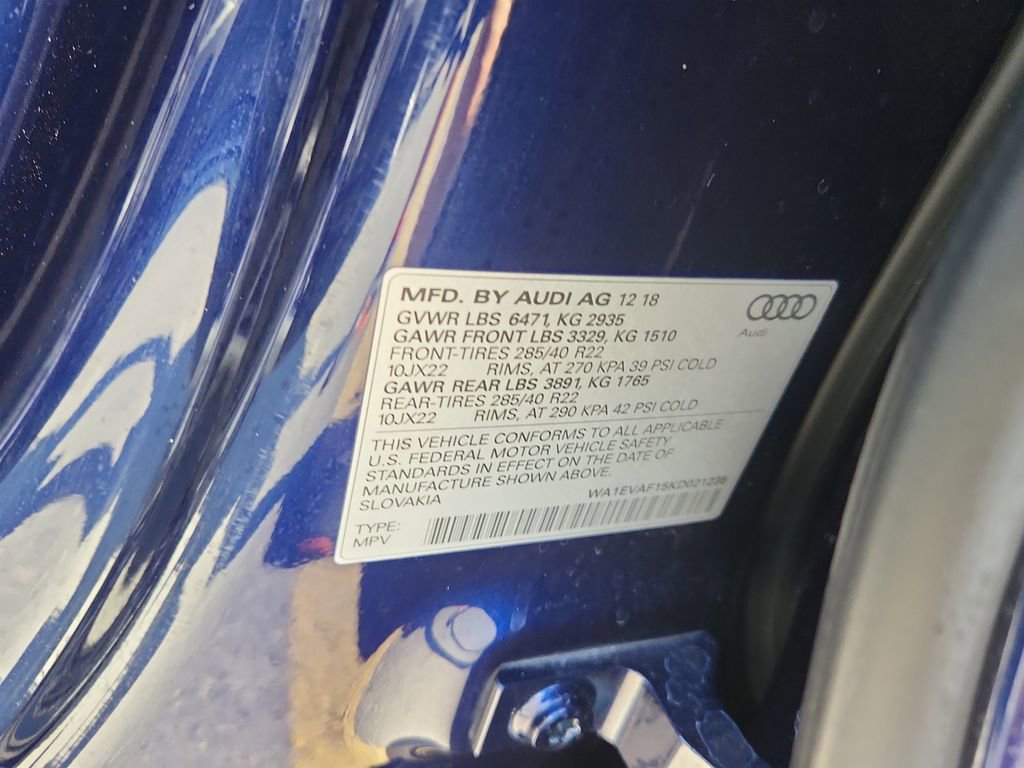 MFD. BY AUDI AG 12 18
GVWR LBS 6471, KG 2935
GAWR FRONT LBS 3329, KG 1510
FRONT-TIRES 285/40 R22
10JX22 RIMS, AT 270 KPA 39 PSI COLD
GAWR REAR LBS 3891, KG 1765
REAR-TIRES 285/40 R22
10JX22 RIMS, AT 290 KPA 42 PSI COLD
Audi
THIS VEHICLE CONFORMS TO ALL APPLICABLE
U.S. FEDERAL MOTOR VEHICLE SAFETY
STANDARDS IN EFFECT ON THE DATE OF
MANUFACTURE SHOWN ABOVE.
SLOVAKIA
WA1EVAF15KD021235
TYPE:
MPV